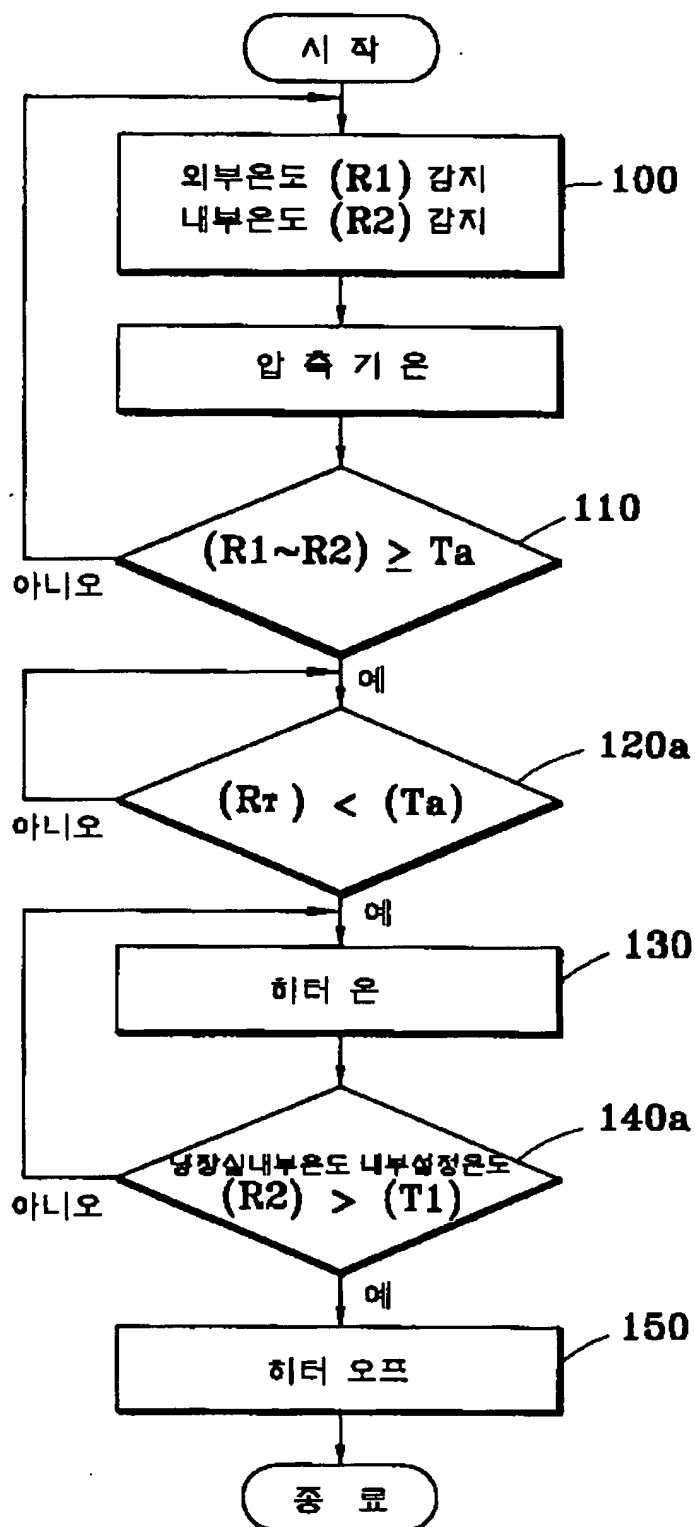 시 작
외부온도 (R1) 감지
내부온도 (R2) 감지
100
압 축 기 온
110
(R1~R2) ≥ Ta
아니오
예
120a
(RT) < (Ta)
아니오
예
130
히터 온
140a
냉장실내부온도 내부설정온도
(R2) > (T1)
아니오
예
150
히터 오프
종 료